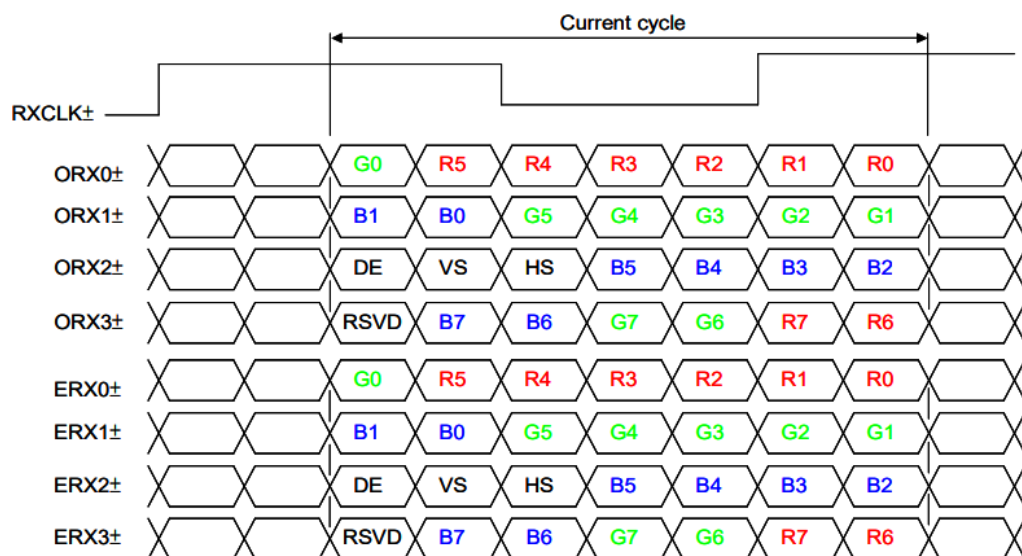 Current cycle
RXCLK±
ORX0± G0 R5 R4 R3 R2 R1 R0
ORX1± B1 B0 G5 G4 G3 G2 G1
ORX2± DE VS HS B5 B4 B3 B2
ORX3± RSVD B7 B6 G7 G6 R7 R6
ERX0± G0 R5 R4 R3 R2 R1 R0
ERX1± B1 B0 G5 G4 G3 G2 G1
ERX2± DE VS HS B5 B4 B3 B2
ERX3± RSVD B7 B6 G7 G6 R7 R6